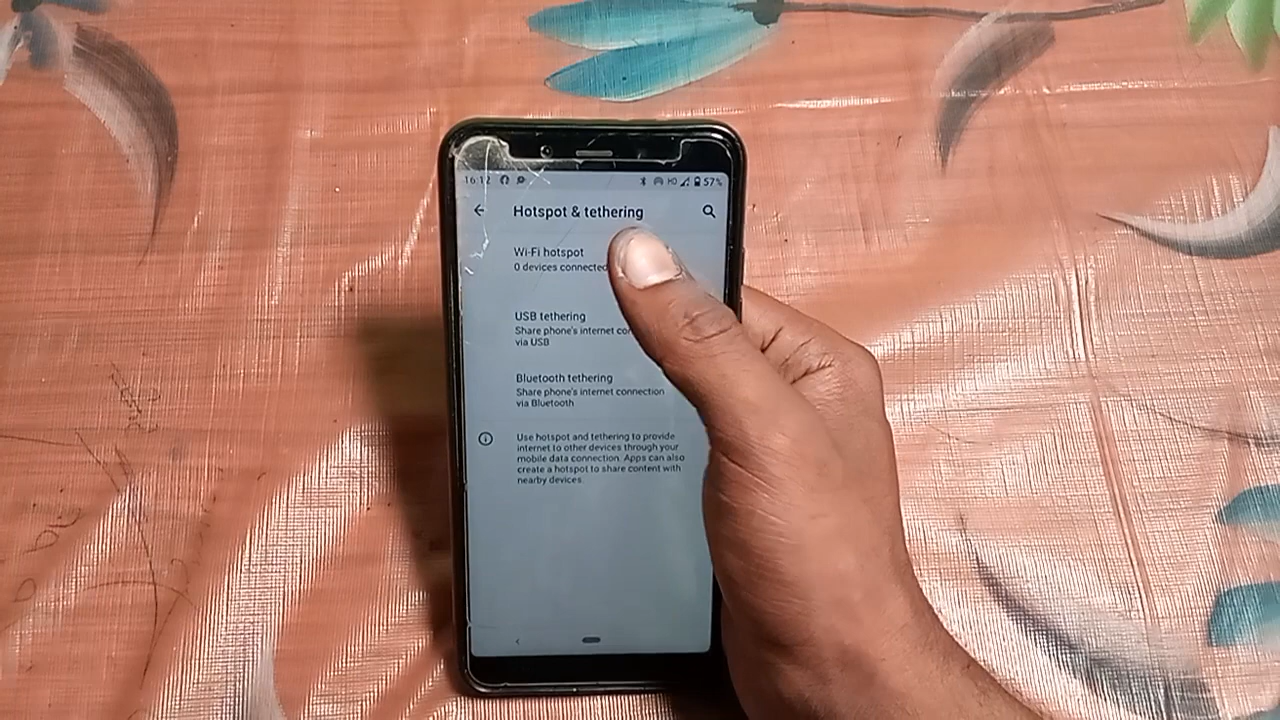 16:12 HD 57%
Hotspot & tethering
Wi-Fi hotspot
0 devices connected
USB tethering
Share phone's internet
via USB
Bluetooth tethering
Share phone's internet connection
via Bluetooth
Use hotspot and tethering to provide
internet to other devices through your
mobile data connection. Apps can also
create a hotspot to share content with
nearby devices.